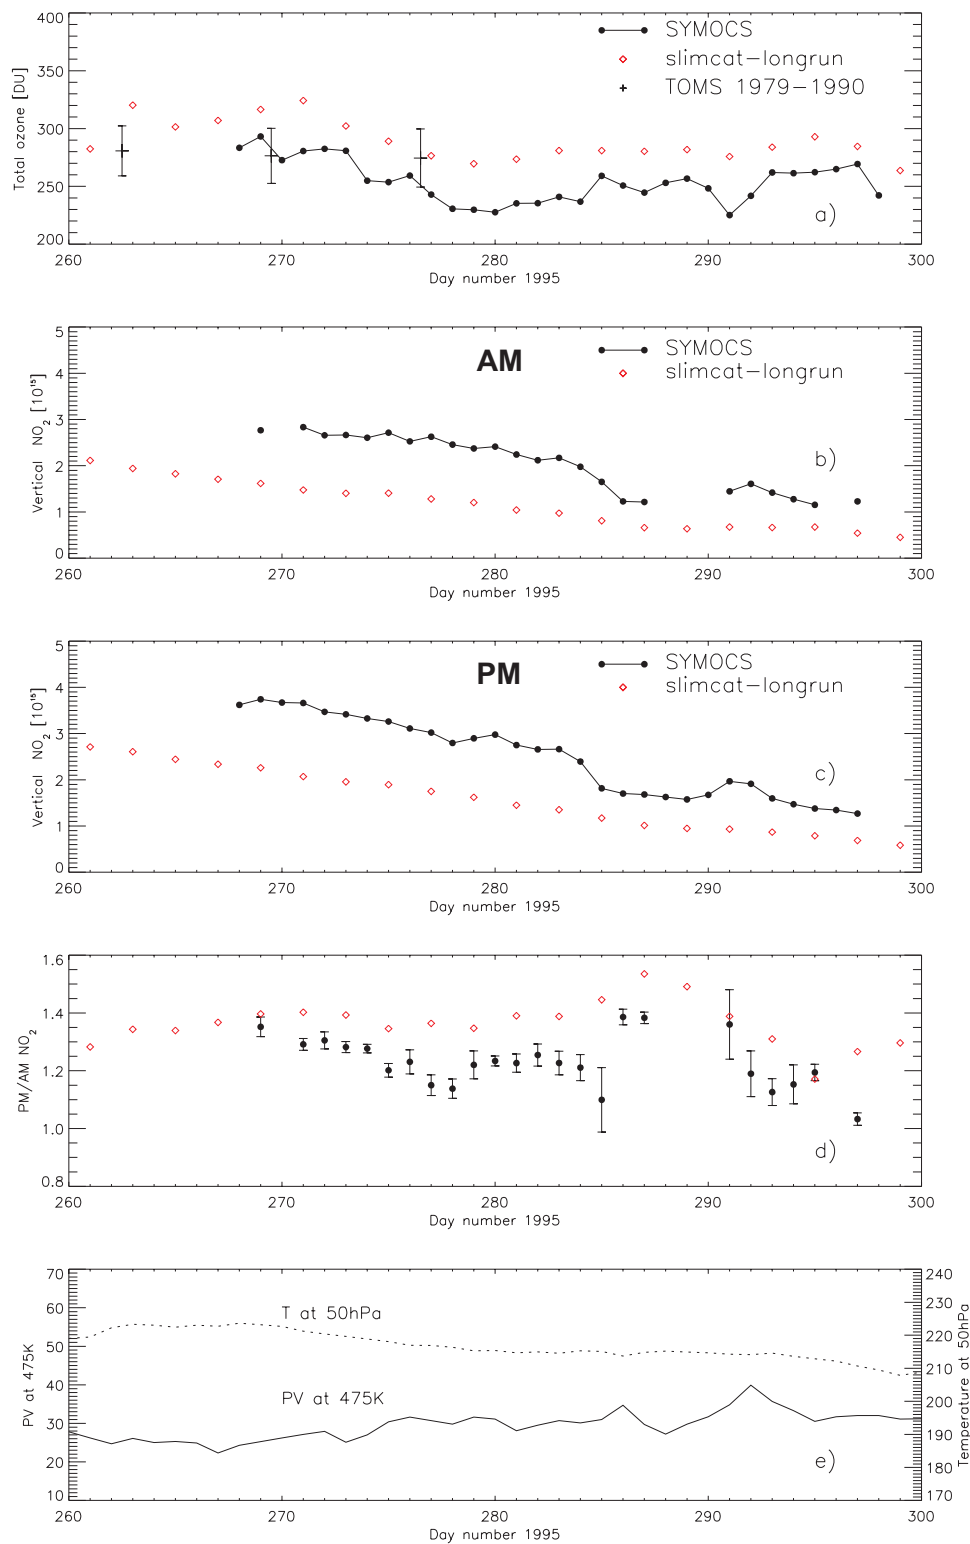 400
350
300
250
200
Total ozone [DU]
SYMOCS
slimcat-longrun
TOMS 1979-1990
a)
260 270 280 290 300
Day number 1995
5
4
3
2
1
0
Vertical NO₂ [10¹⁵]
AM
SYMOCS
slimcat-longrun
b)
260 270 280 290 300
Day number 1995
5
4
3
2
1
0
Vertical NO₂ [10¹⁵]
PM
SYMOCS
slimcat-longrun
c)
260 270 280 290 300
Day number 1995
1.6
1.4
1.2
1.0
0.8
PM/AM NO₂
d)
260 270 280 290 300
Day number 1995
70
60
50
40
30
20
10
PV at 475K
T at 50hPa
PV at 475K
e)
240
230
220
210
200
190
180
170
Temperature at 50hPa
260 270 280 290 300
Day number 1995